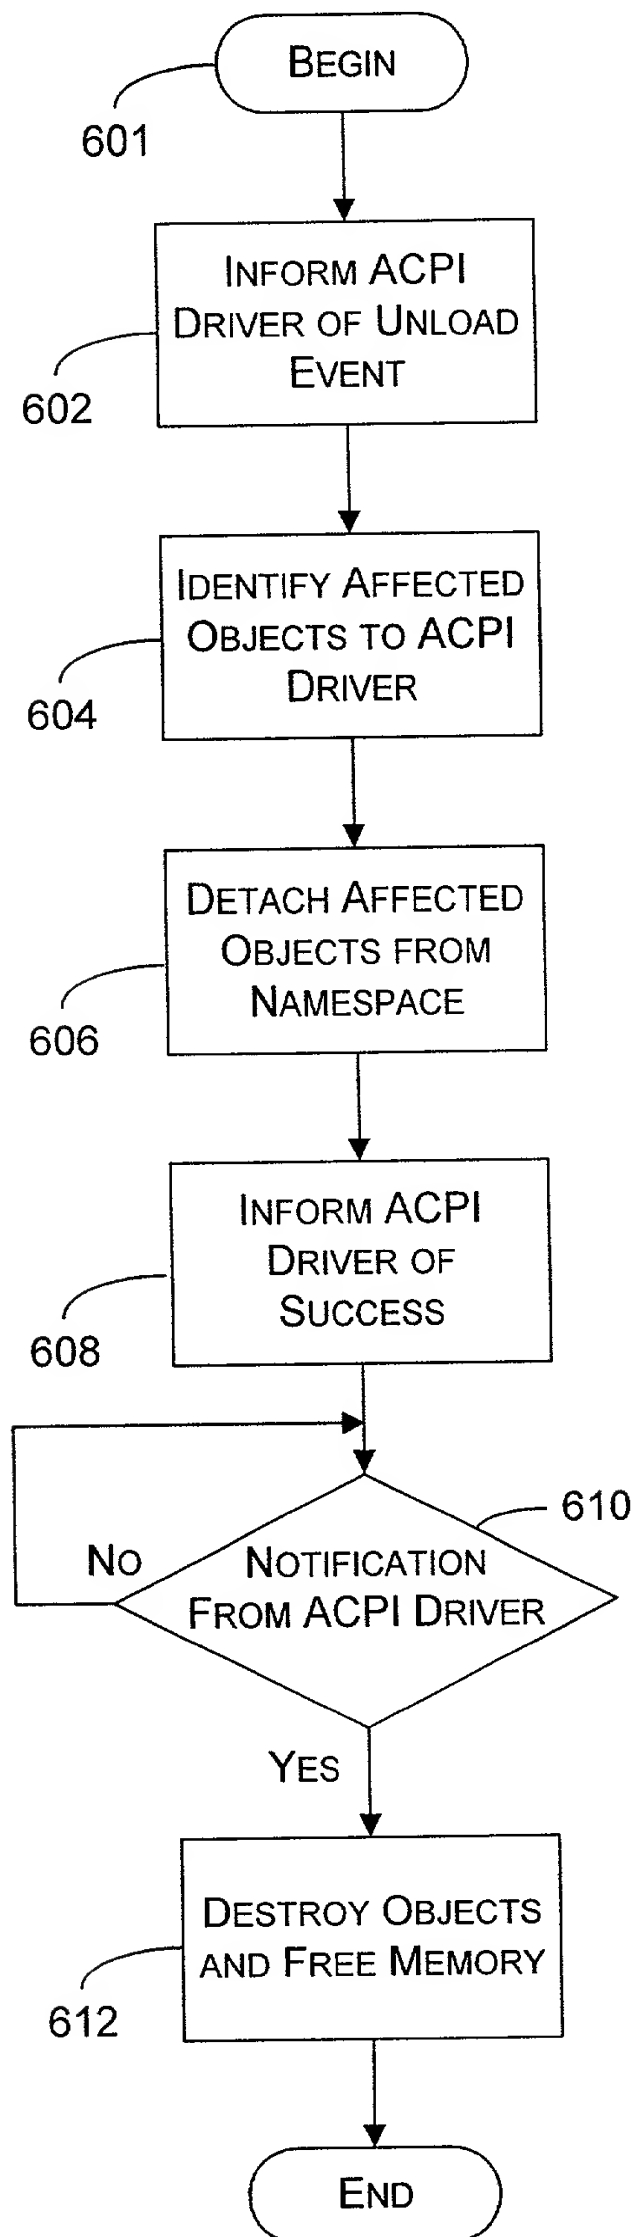 BEGIN
601
INFORM ACPI
DRIVER OF UNLOAD
EVENT
602
IDENTIFY AFFECTED
OBJECTS TO ACPI
DRIVER
604
DETACH AFFECTED
OBJECTS FROM
NAMESPACE
606
INFORM ACPI
DRIVER OF
SUCCESS
608
610
NO
NOTIFICATION
FROM ACPI DRIVER
YES
DESTROY OBJECTS
AND FREE MEMORY
612
END